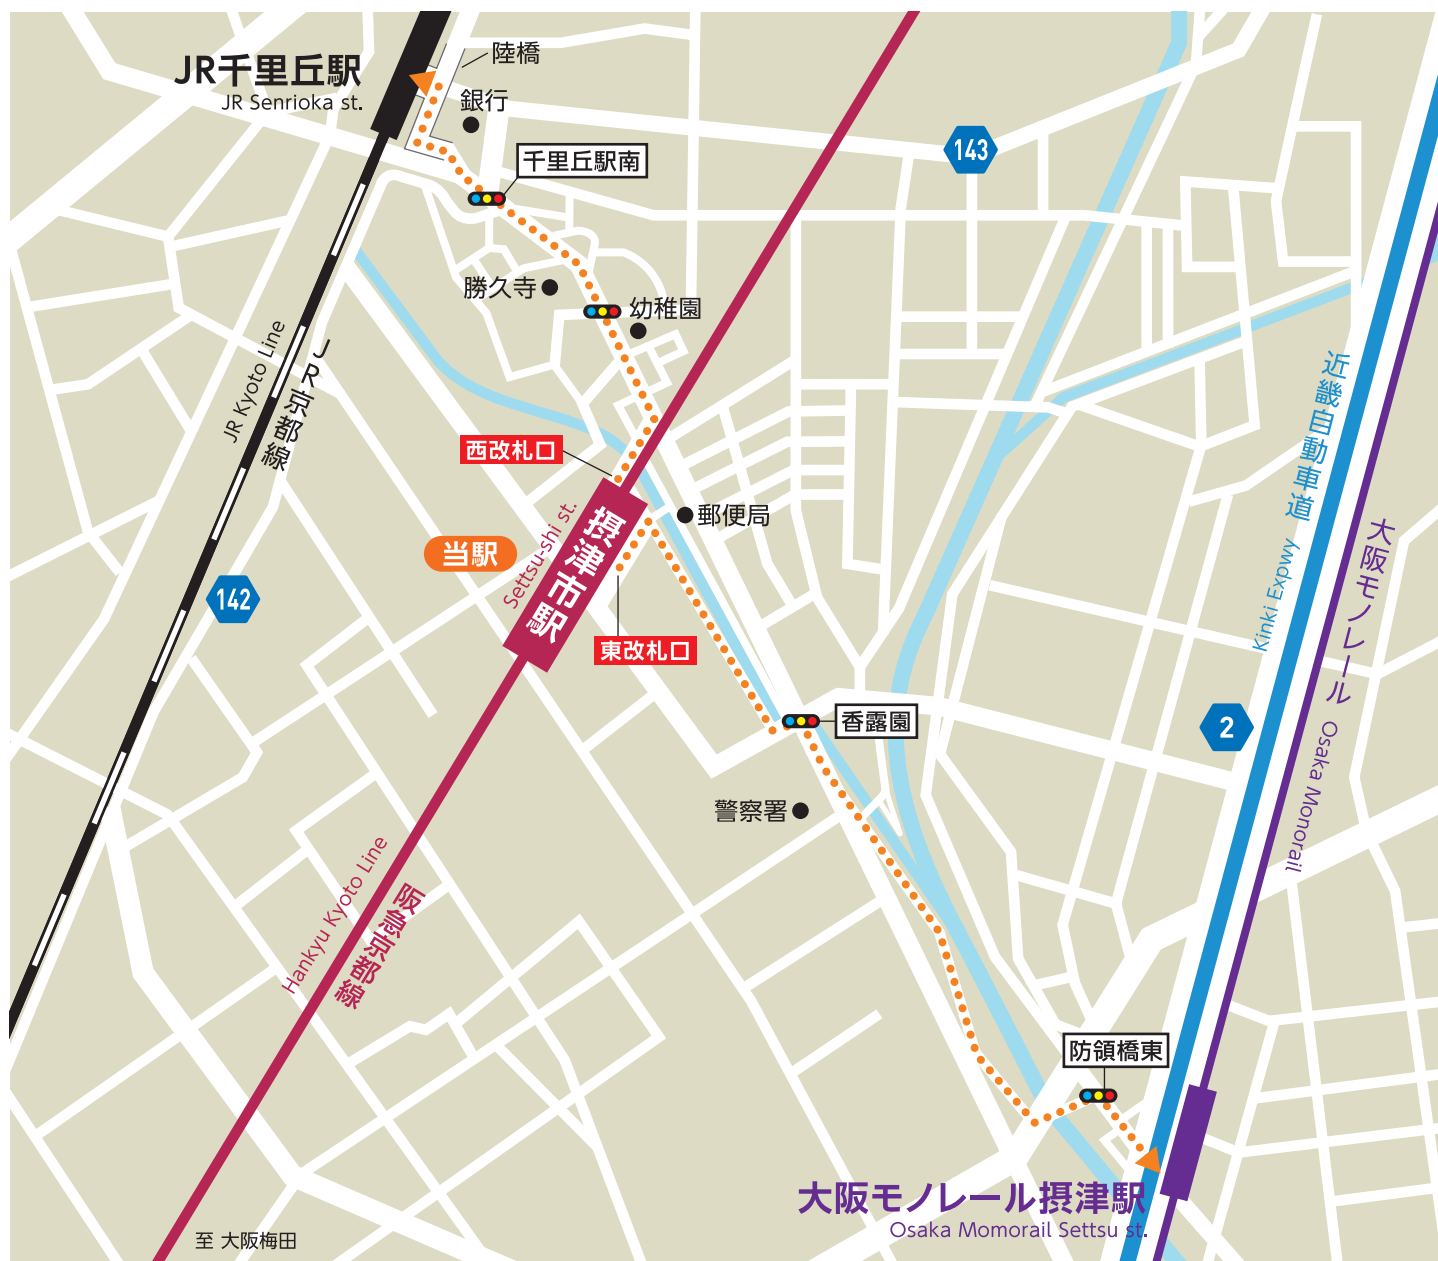 JR千里丘駅
JR Senrioka st.
陸橋
銀行
千里丘駅南
143
勝久寺
幼稚園
JR Kyoto Line
JR京都線
近畿自動車道
Kinki Expwy
西改札口
郵便局
当駅
Settsu-shi st.
摂津市駅
大阪モノレール
Osaka Monorail
142
東改札口
香露園
2
警察署
Hankyu Kyoto Line
阪急京都線
防領橋東
大阪モノレール摂津駅
Osaka Momorail Settsu st.
至 大阪梅田